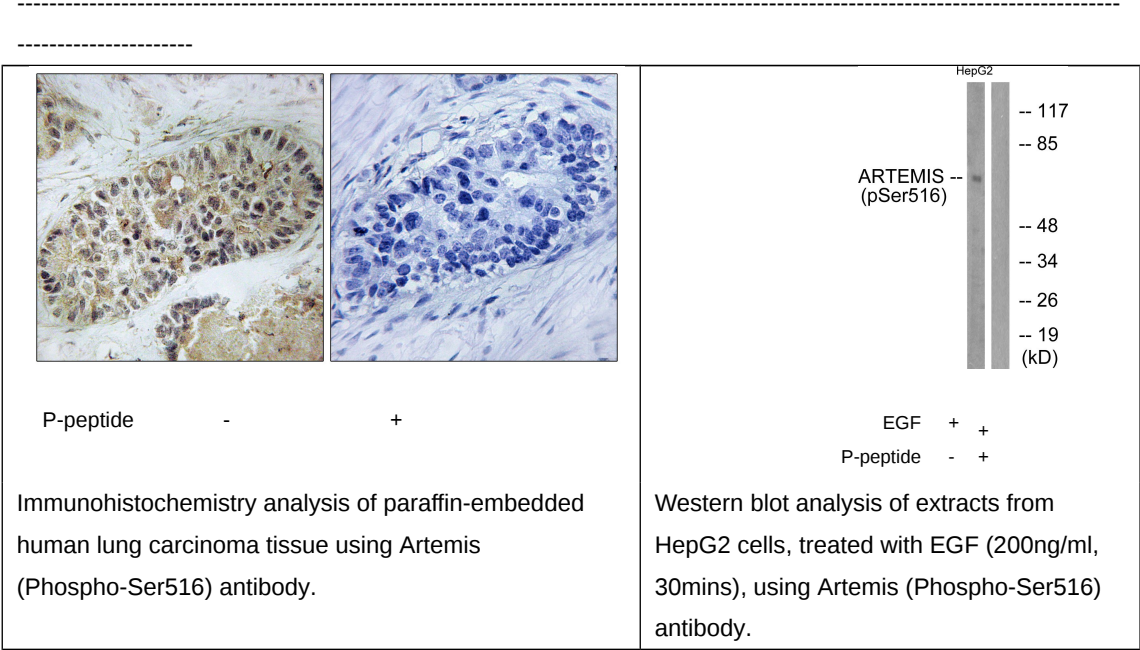 --------------------------------------------------------------------------------------------------------------------------------------------
----------------------
P-peptide - +
Immunohistochemistry analysis of paraffin-embedded
human lung carcinoma tissue using Artemis
(Phospho-Ser516) antibody.
HepG2
-- 117
-- 85
ARTEMIS --
(pSer516)
-- 48
-- 34
-- 26
-- 19
(kD)
EGF + +
P-peptide - +
Western blot analysis of extracts from
HepG2 cells, treated with EGF (200ng/ml,
30mins), using Artemis (Phospho-Ser516)
antibody.